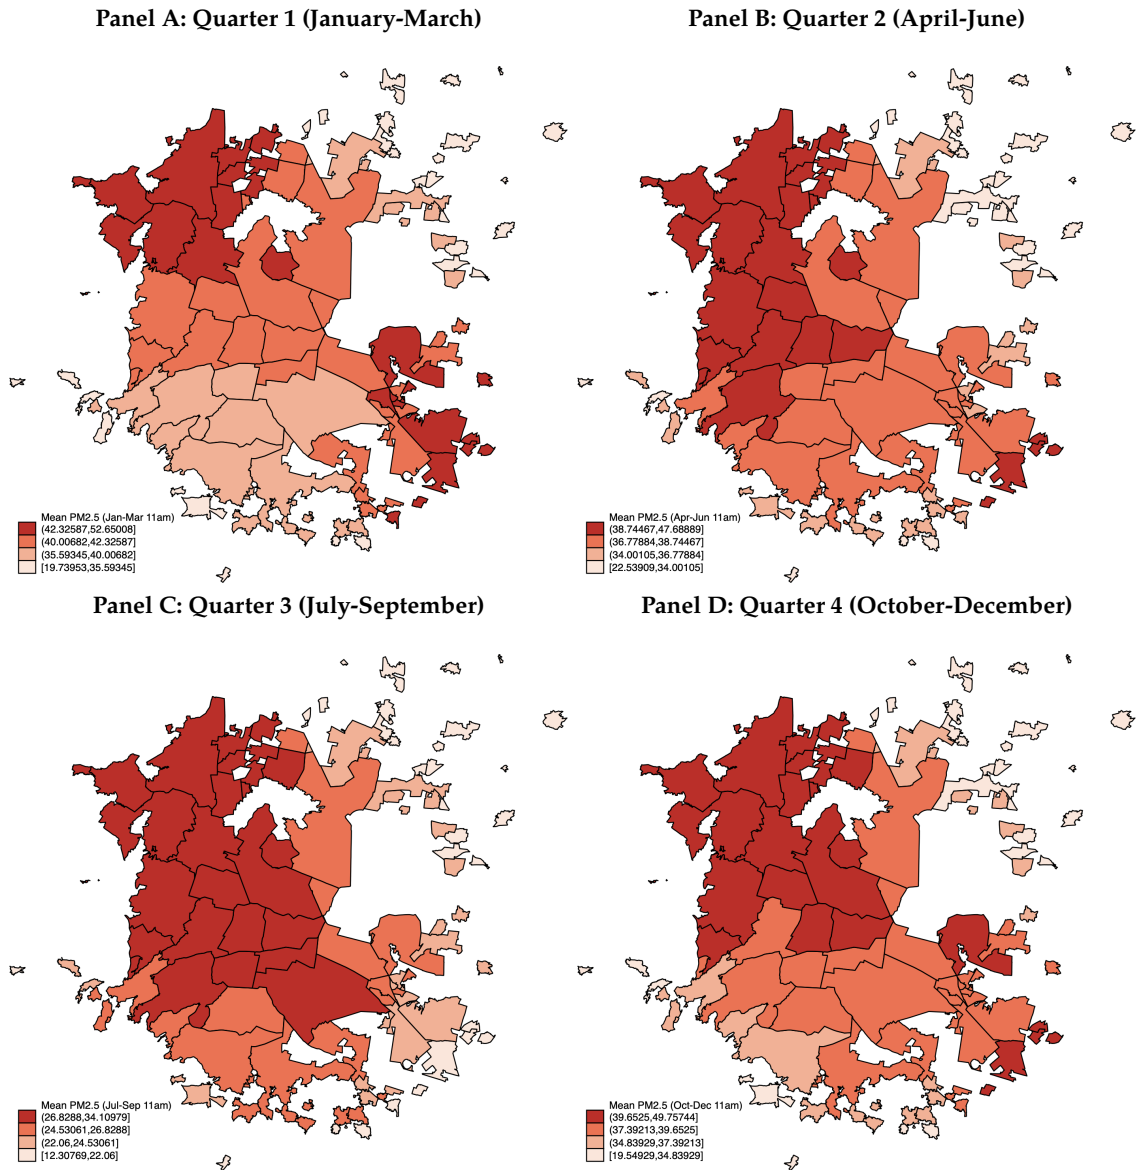 Panel A: Quarter 1 (January-March)
Panel B: Quarter 2 (April-June)
Mean PM2.5 (Jan-Mar 11am)
(42.32587,52.65008]
(40.00682,42.32587]
(35.59345,40.00682]
[19.73953,35.59345]
Mean PM2.5 (Apr-Jun 11am)
(38.74467,47.68889]
(36.77884,38.74467]
(34.00105,36.77884]
[22.53909,34.00105]
Panel C: Quarter 3 (July-September)
Panel D: Quarter 4 (October-December)
Mean PM2.5 (Jul-Sep 11am)
(26.8288,34.10979]
(24.53061,26.8288]
(22.06,24.53061]
[12.30769,22.06]
Mean PM2.5 (Oct-Dec 11am)
(39.6525,49.75744]
(37.39213,39.6525]
(34.83929,37.39213]
[19.54929,34.83929]